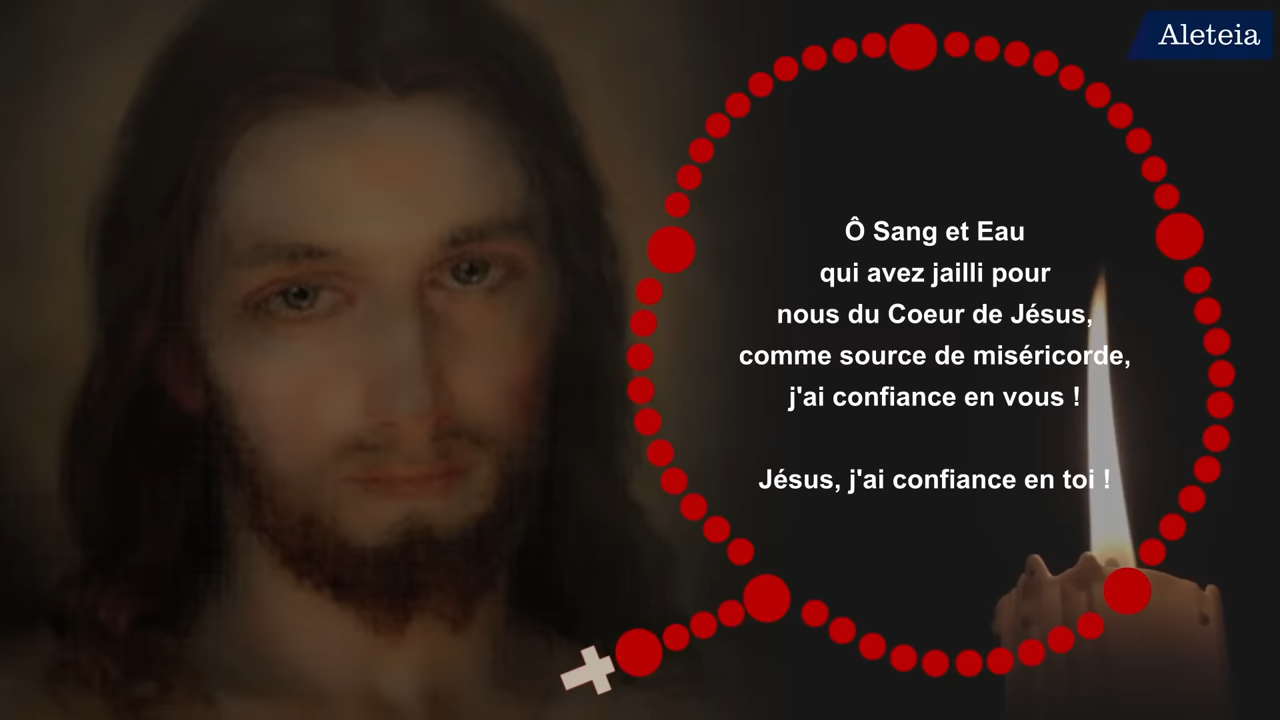 Aleteia
Ô Sang et Eau
qui avez jailli pour
nous du Coeur de Jésus,
comme source de miséricorde,
j'ai confiance en vous !
Jésus, j'ai confiance en toi !